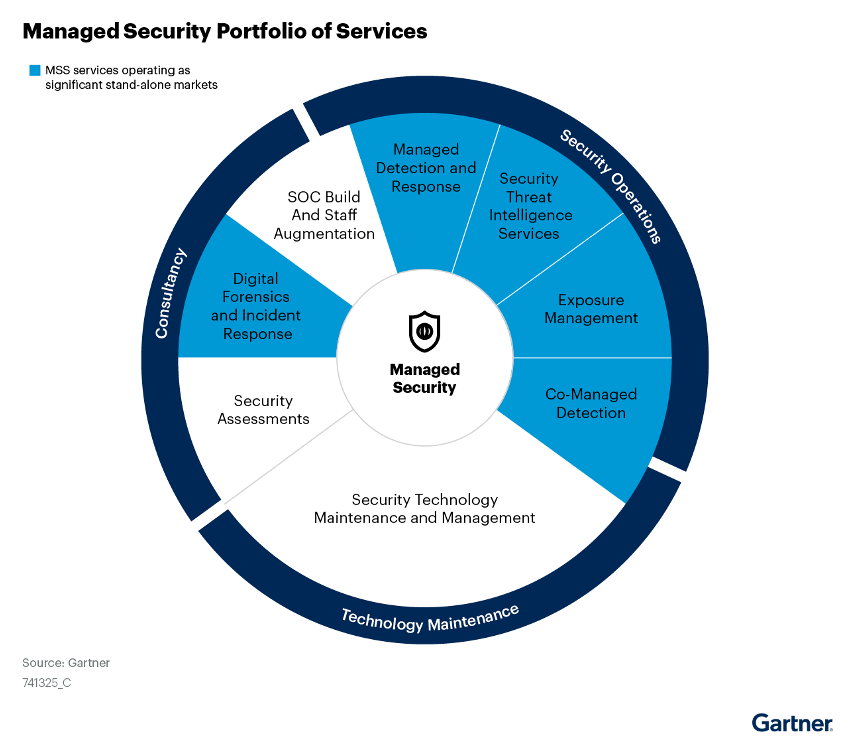 Managed Security Portfolio of Services
MSS services operating as
significant stand-alone markets
Consultancy
Security Operations
Technology Maintenance
Managed
Detection and
Response
Security
Threat
Intelligence
Services
Exposure
Management
Co-Managed
Detection
Security Technology
Maintenance and Management
Security
Assessments
Digital
Forensics
and Incident
Response
SOC Build
And Staff
Augmentation
Managed
Security
Source: Gartner
741325_C
Gartner